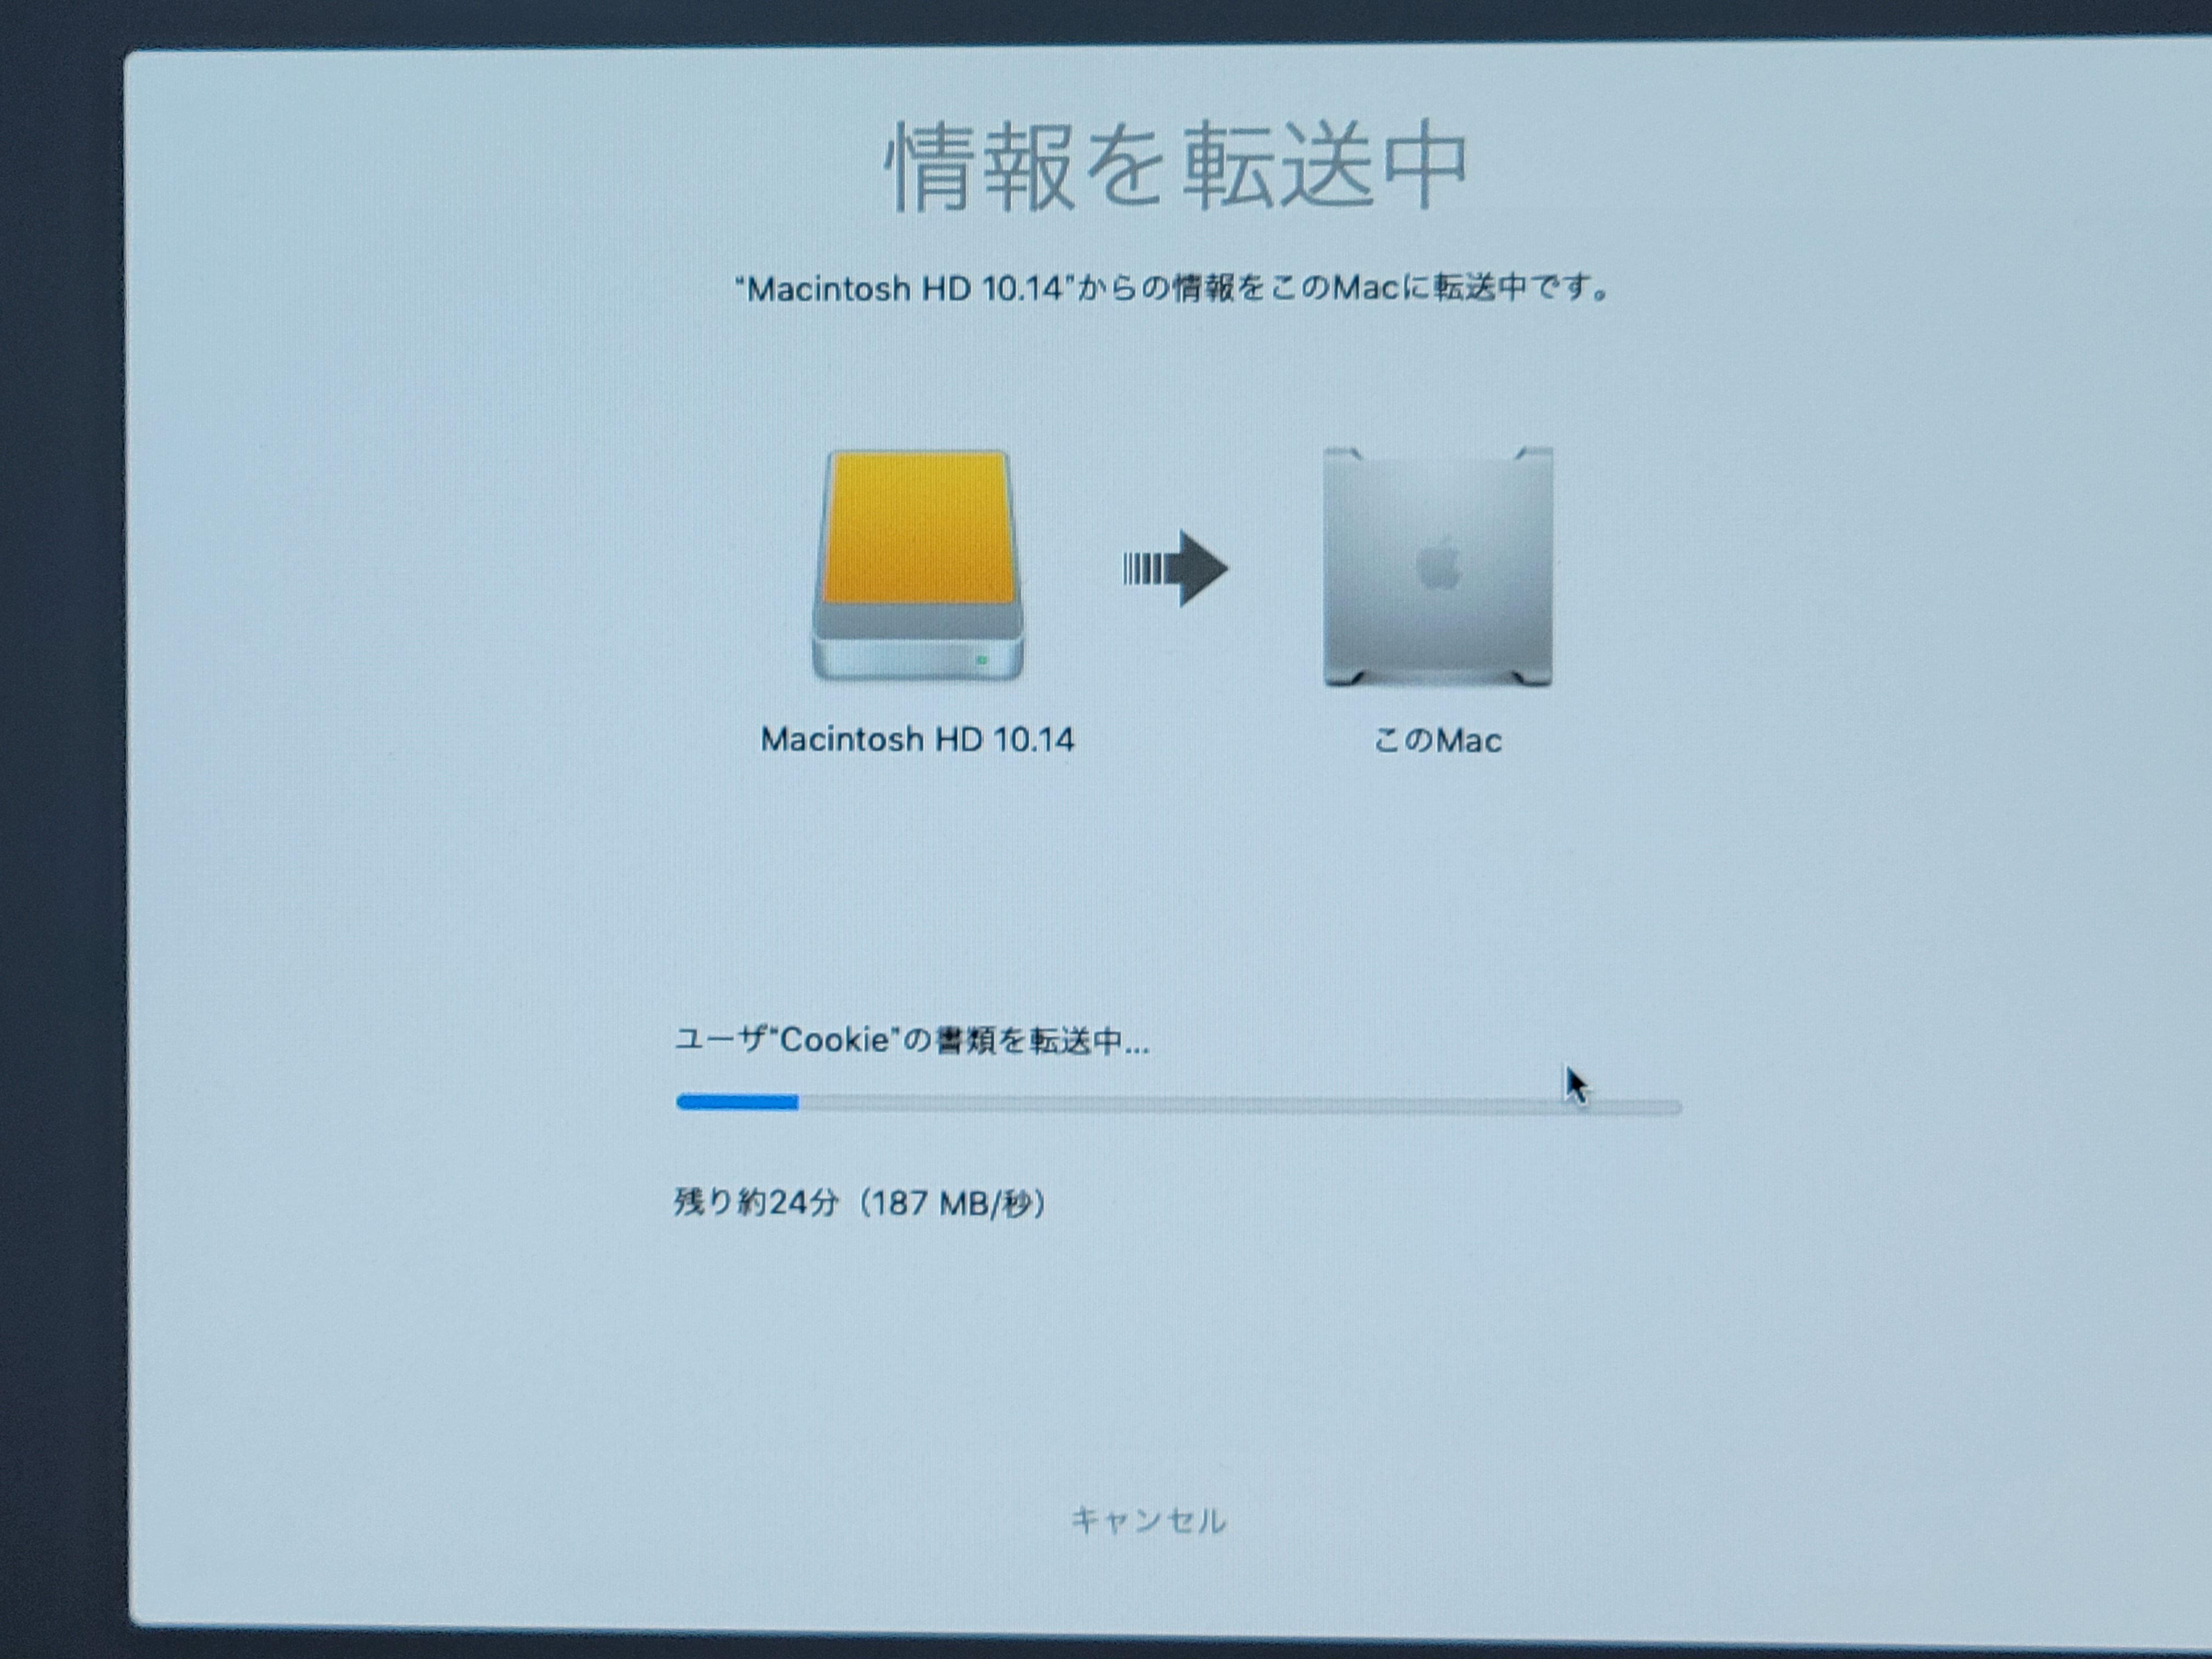 情報を転送中
“Macintosh HD 10.14”からの情報をこのMacに転送中です。
Macintosh HD 10.14
このMac
ユーザ“Cookie”の書類を転送中...
残り約24分（187 MB/秒）
キャンセル